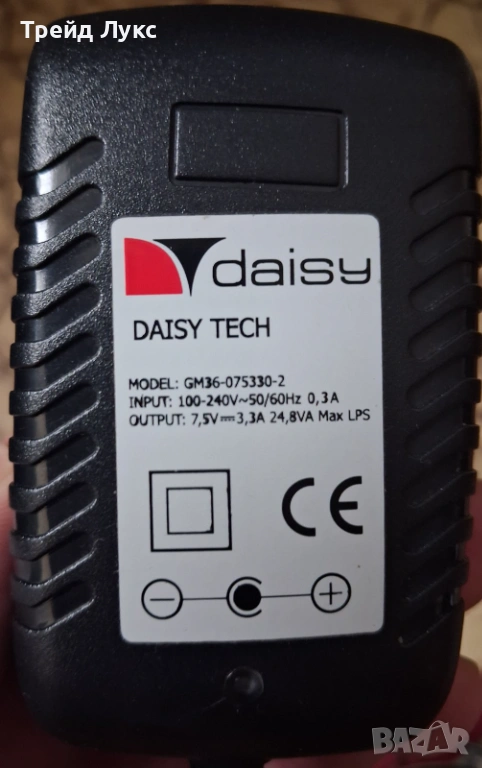 Трейд Лукс
daisy
DAISY TECH
MODEL: GM36-075330-2
INPUT: 100-240V~50/60Hz 0,3A
OUTPUT: 7,5V⎓3,3A 24,8VA Max LPS
CE
− +
BAZAR